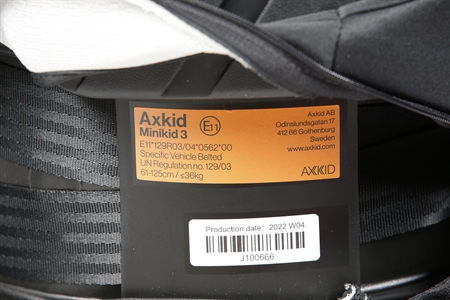 Axkid
Minikid 3
E11
E11*129R03/04*0562*00
Specific Vehicle Belted
UN Regulation no. 129/03
61-125cm / ≤36kg
Axkid AB
Odinslundsgatan 17
412 66 Gothenburg
Sweden
www.axkid.com
AXKID
Production date: 2022 W04
J100666